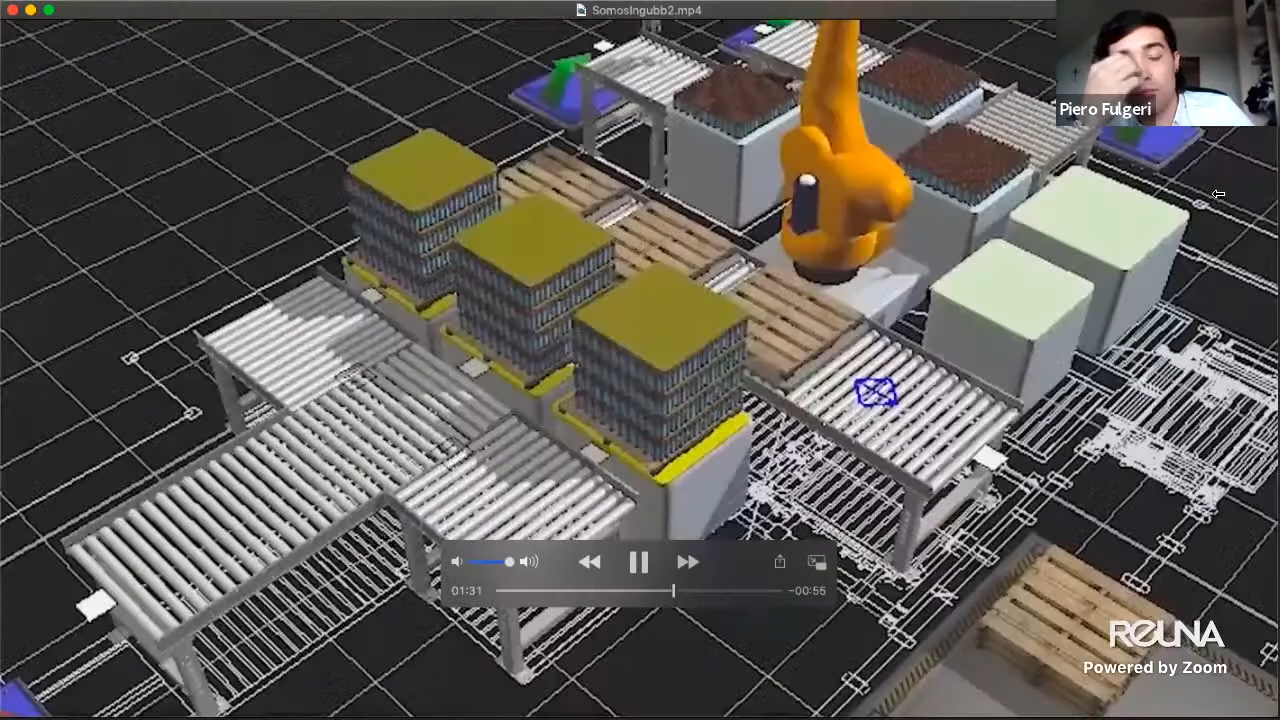 SomosIngubb2.mp4
Piero Fulgeri
01:31
−00:55
REUNA
Powered by Zoom